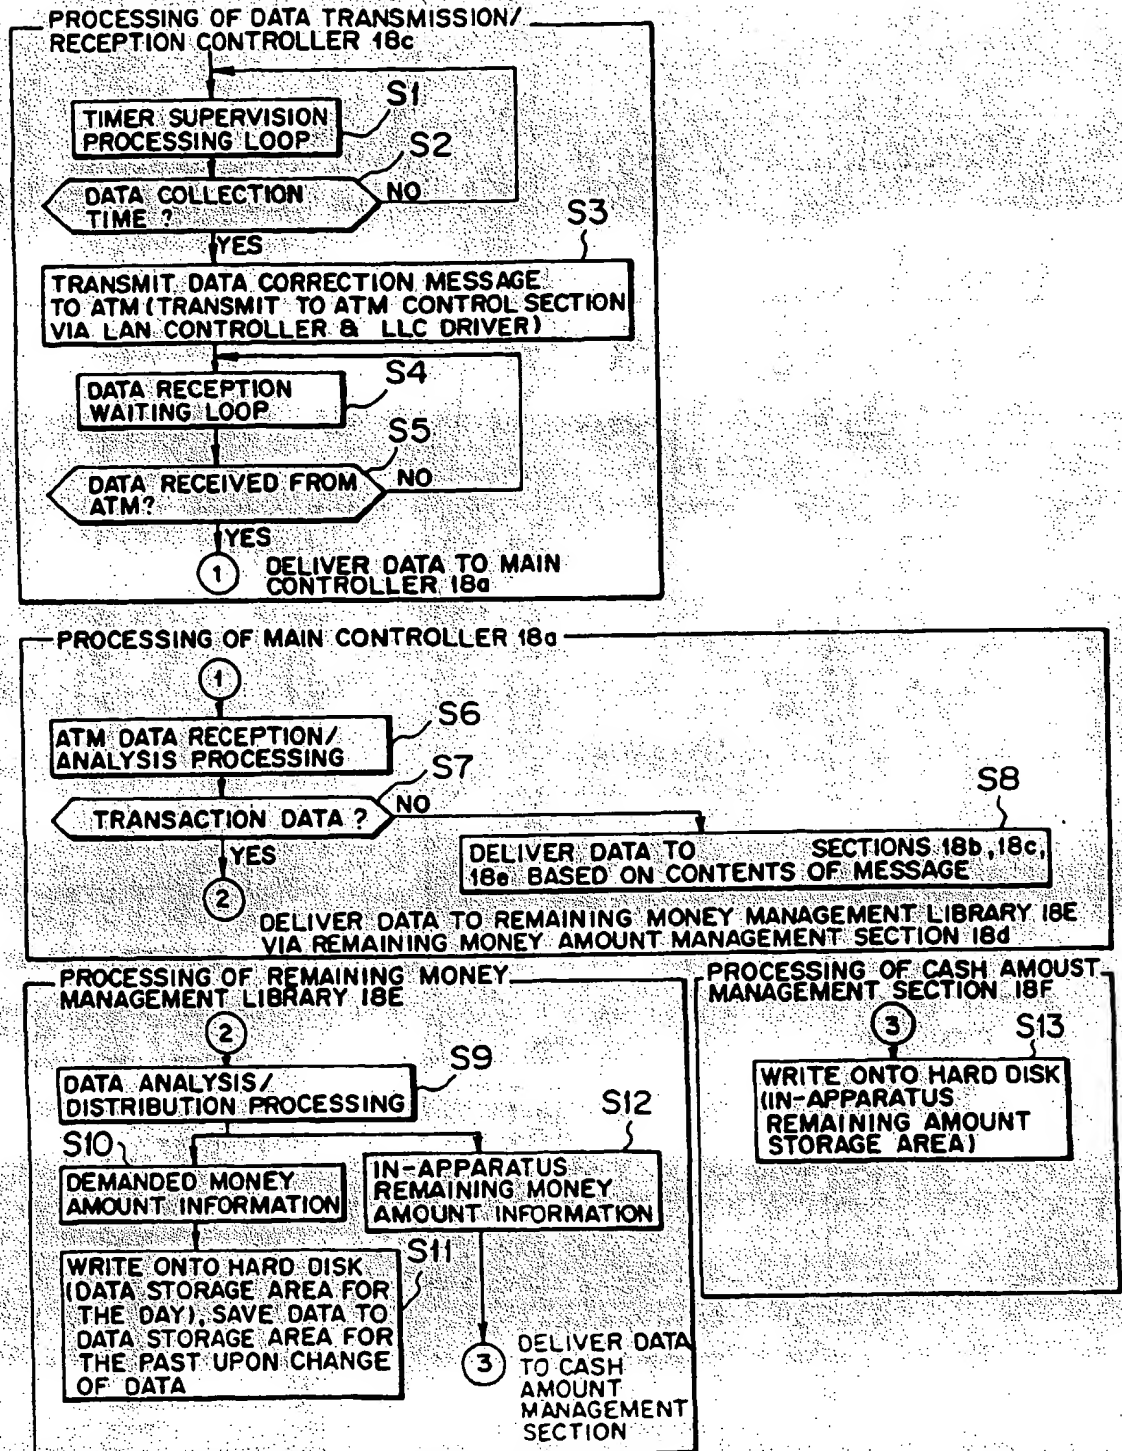 PROCESSING OF DATA TRANSMISSION/
RECEPTION CONTROLLER 18c
S1
TIMER SUPERVISION
PROCESSING LOOP
S2
DATA COLLECTION
TIME ?
NO
YES
S3
TRANSMIT DATA CORRECTION MESSAGE
TO ATM (TRANSMIT TO ATM CONTROL SECTION
VIA LAN CONTROLLER & LLC DRIVER)
S4
DATA RECEPTION
WAITING LOOP
S5
DATA RECEIVED FROM
ATM?
NO
YES
1
DELIVER DATA TO MAIN
CONTROLLER 18a
PROCESSING OF MAIN CONTROLLER 18a
1
S6
ATM DATA RECEPTION/
ANALYSIS PROCESSING
S7
TRANSACTION DATA ?
NO
YES
S8
DELIVER DATA TO SECTIONS 18b, 18c,
18e BASED ON CONTENTS OF MESSAGE
2
DELIVER DATA TO REMAINING MONEY MANAGEMENT LIBRARY 18E
VIA REMAINING MONEY AMOUNT MANAGEMENT SECTION 18d
PROCESSING OF REMAINING MONEY
MANAGEMENT LIBRARY 18E
2
S9
DATA ANALYSIS/
DISTRIBUTION PROCESSING
S10
DEMANDED MONEY
AMOUNT INFORMATION
S12
IN-APPARATUS
REMAINING MONEY
AMOUNT INFORMATION
S11
WRITE ONTO HARD DISK
(DATA STORAGE AREA FOR
THE DAY), SAVE DATA TO
DATA STORAGE AREA FOR
THE PAST UPON CHANGE
OF DATA
3
DELIVER DATA
TO CASH
AMOUNT
MANAGEMENT
SECTION
PROCESSING OF CASH AMOUST
MANAGEMENT SECTION 18F
3
S13
WRITE ONTO HARD DISK
(IN-APPARATUS
REMAINING AMOUNT
STORAGE AREA)